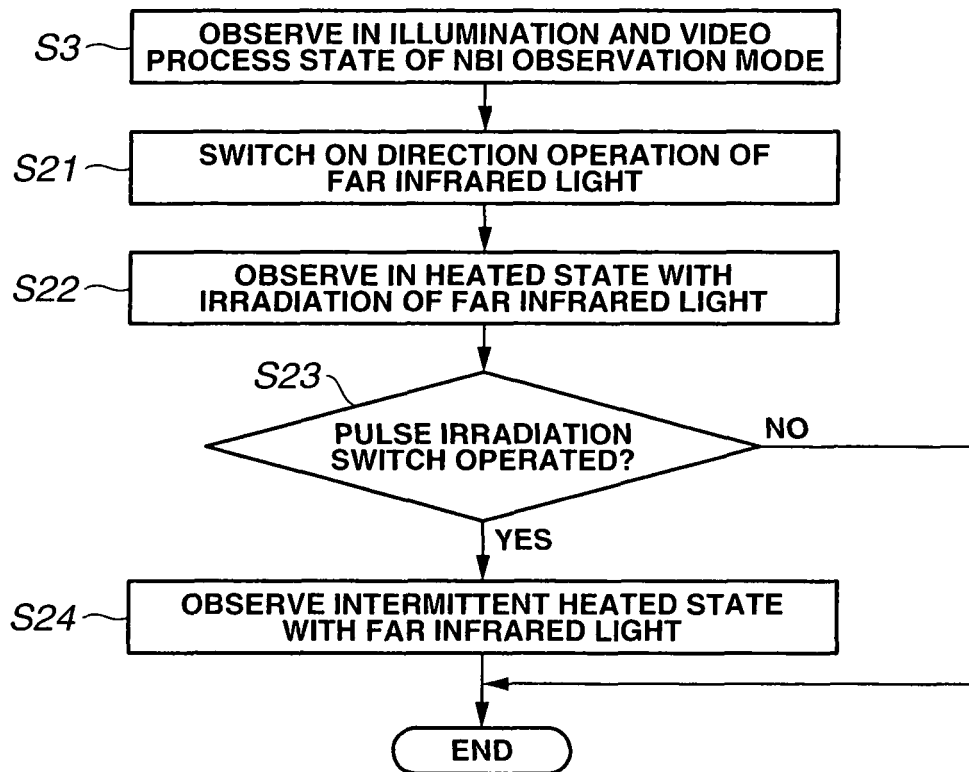 S3
OBSERVE IN ILLUMINATION AND VIDEO
PROCESS STATE OF NBI OBSERVATION MODE
S21
SWITCH ON DIRECTION OPERATION OF
FAR INFRARED LIGHT
S22
OBSERVE IN HEATED STATE WITH
IRRADIATION OF FAR INFRARED LIGHT
S23
PULSE IRRADIATION
SWITCH OPERATED?
NO
YES
S24
OBSERVE INTERMITTENT HEATED STATE
WITH FAR INFRARED LIGHT
END